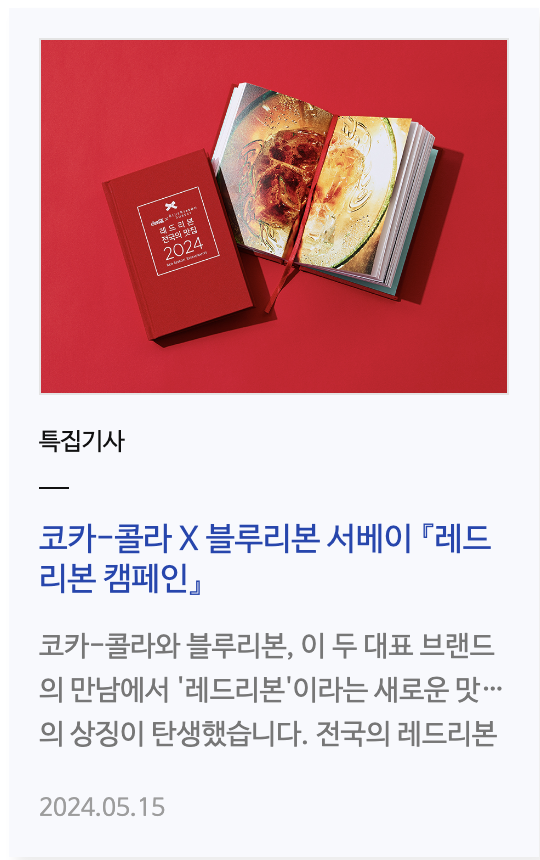 레 드 리 본
전국의 맛집
2024
특집기사
코카-콜라 X 블루리본 서베이 『레드
리본 캠페인』
코카-콜라와 블루리본, 이 두 대표 브랜드
의 만남에서 '레드리본'이라는 새로운 맛…
의 상징이 탄생했습니다. 전국의 레드리본
2024.05.15